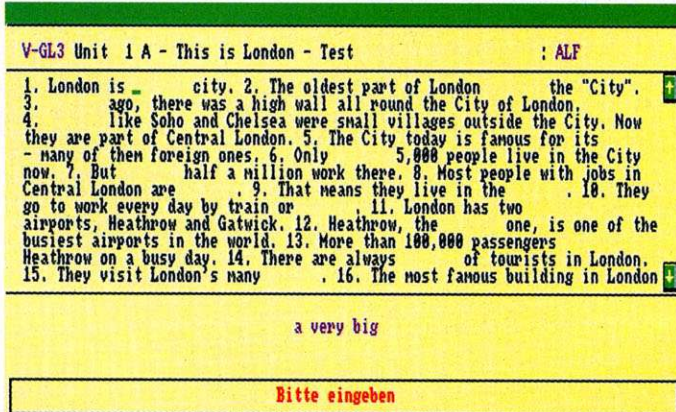 V-GL3 Unit 1 A - This is London - Test : ALF
1. London is _ city. 2. The oldest part of London the "City".
3. ago, there was a high wall all round the City of London.
4. like Soho and Chelsea were small villages outside the City. Now
they are part of Central London. 5. The City today is famous for its
- many of them foreign ones. 6. Only 5,000 people live in the City
now. 7. But half a million work there. 8. Most people with jobs in
Central London are . 9. That means they live in the . 10. They
go to work every day by train or . 11. London has two
airports, Heathrow and Gatwick. 12. Heathrow, the one, is one of the
busiest airports in the world. 13. More than 100,000 passengers
Heathrow on a busy day. 14. There are always of tourists in London.
15. They visit London's many . 16. The most famous building in London
a very big
Bitte eingeben